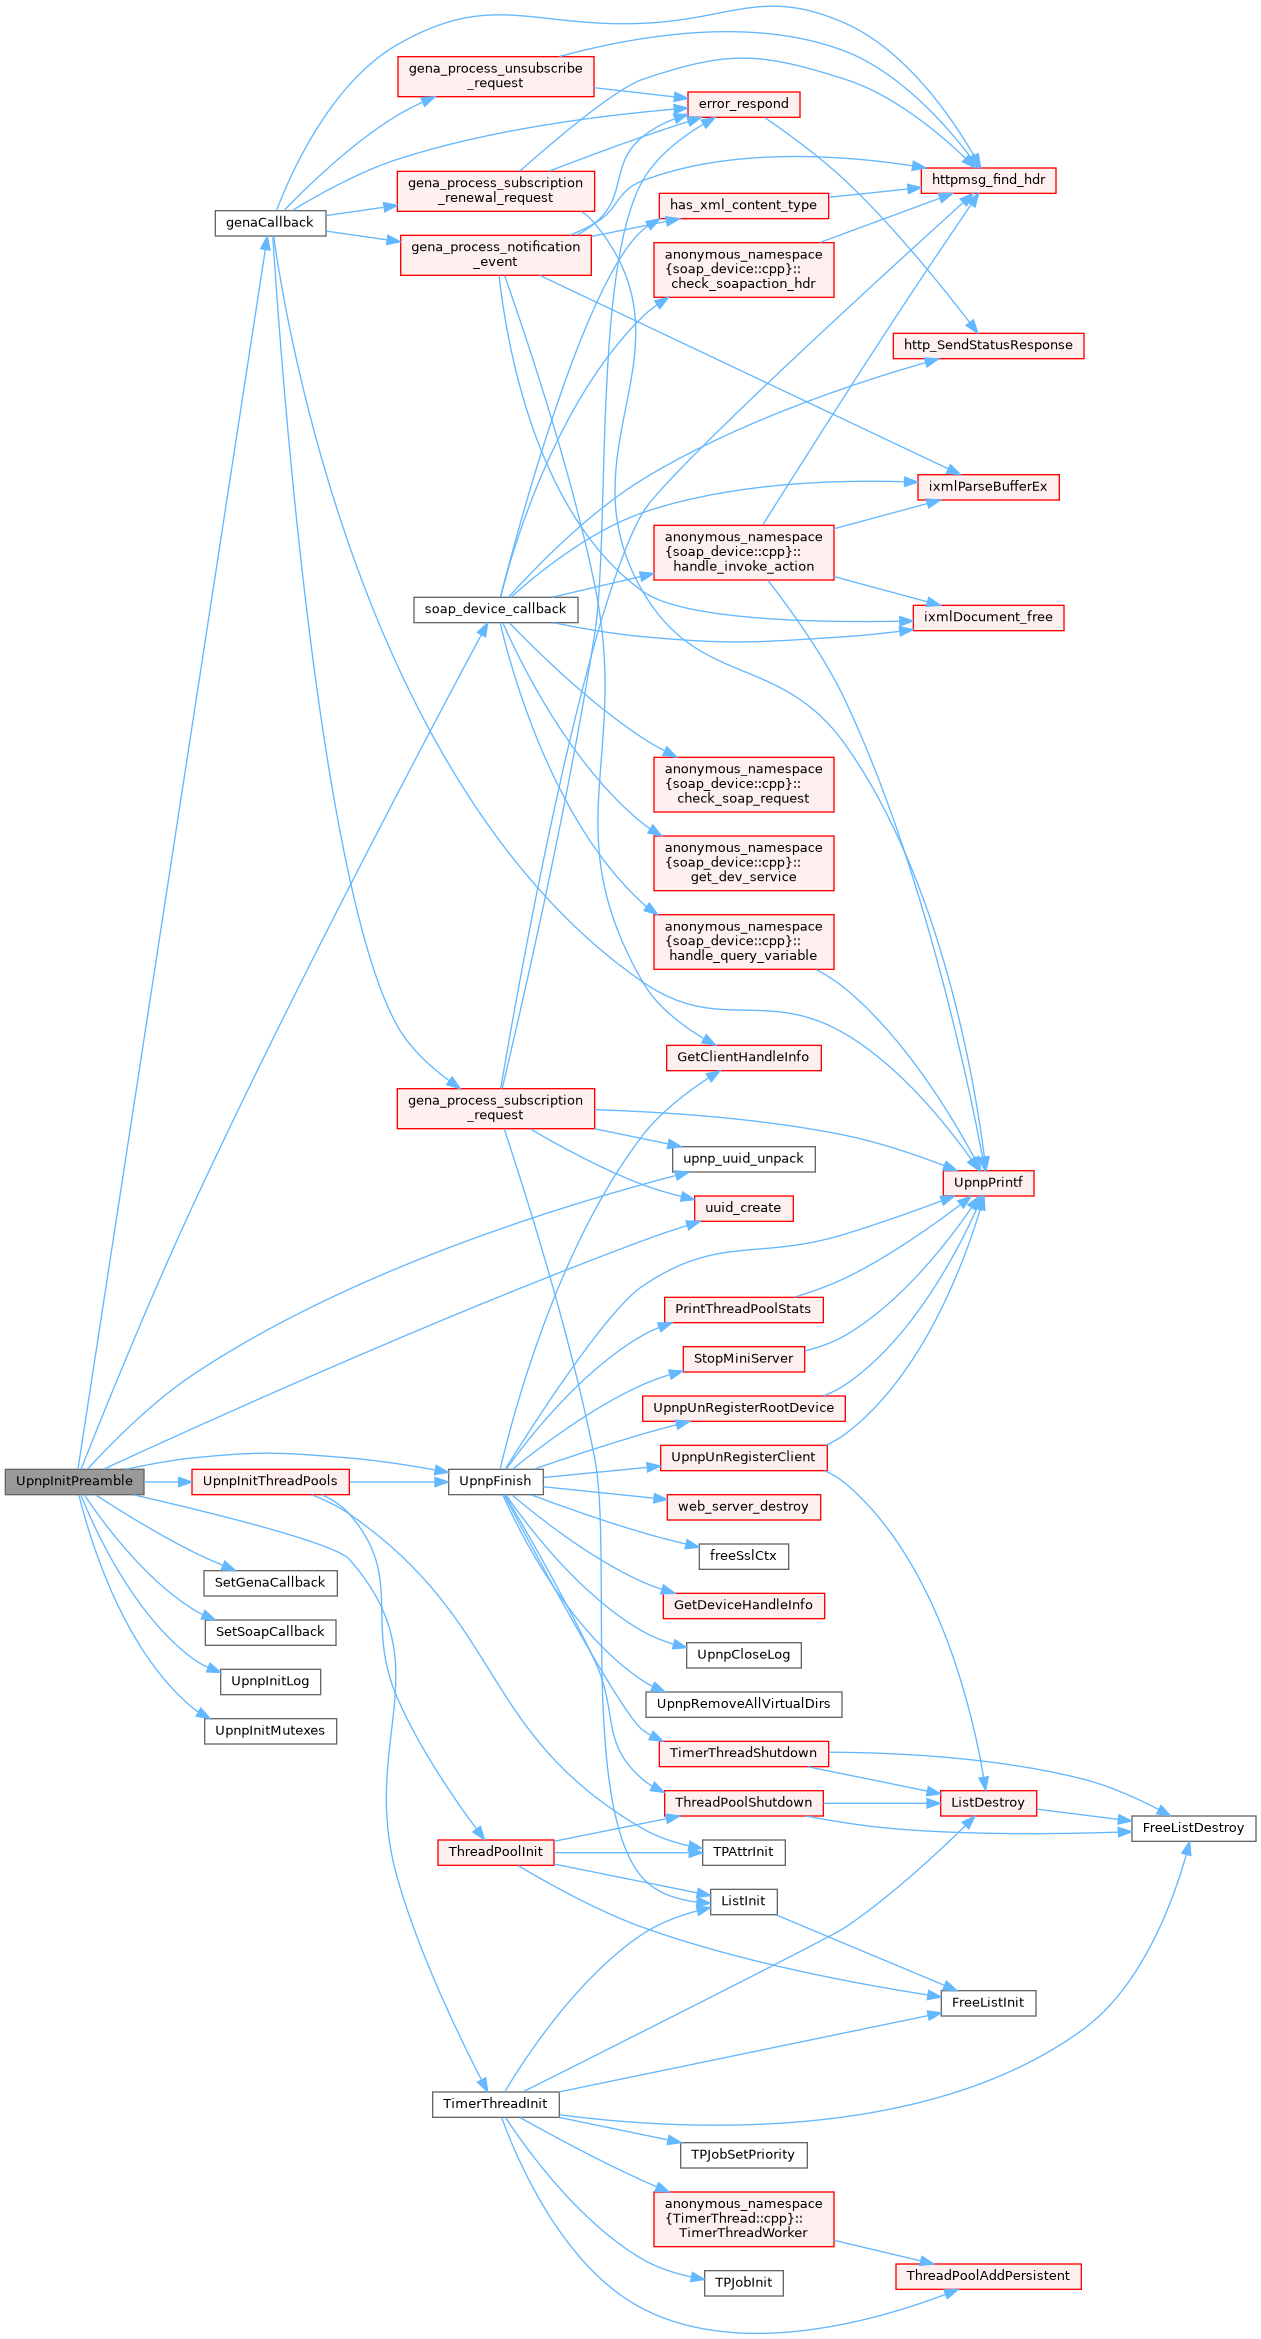 gena_process_unsubscribe
_request
error_respond
httpmsg_find_hdr
gena_process_subscription
_renewal_request
has_xml_content_type
genaCallback
gena_process_notification
_event
anonymous_namespace
{soap_device::cpp}::
check_soapaction_hdr
http_SendStatusResponse
ixmlParseBufferEx
anonymous_namespace
{soap_device::cpp}::
handle_invoke_action
soap_device_callback
ixmlDocument_free
anonymous_namespace
{soap_device::cpp}::
check_soap_request
anonymous_namespace
{soap_device::cpp}::
get_dev_service
anonymous_namespace
{soap_device::cpp}::
handle_query_variable
GetClientHandleInfo
gena_process_subscription
_request
upnp_uuid_unpack
UpnpPrintf
uuid_create
PrintThreadPoolStats
StopMiniServer
UpnpUnRegisterRootDevice
UpnpUnRegisterClient
UpnpInitPreamble
UpnpInitThreadPools
UpnpFinish
web_server_destroy
freeSslCtx
SetGenaCallback
GetDeviceHandleInfo
SetSoapCallback
UpnpCloseLog
UpnpInitLog
UpnpRemoveAllVirtualDirs
UpnpInitMutexes
TimerThreadShutdown
ThreadPoolShutdown
ListDestroy
FreeListDestroy
ThreadPoolInit
TPAttrInit
ListInit
FreeListInit
TimerThreadInit
TPJobSetPriority
anonymous_namespace
{TimerThread::cpp}::
TimerThreadWorker
ThreadPoolAddPersistent
TPJobInit